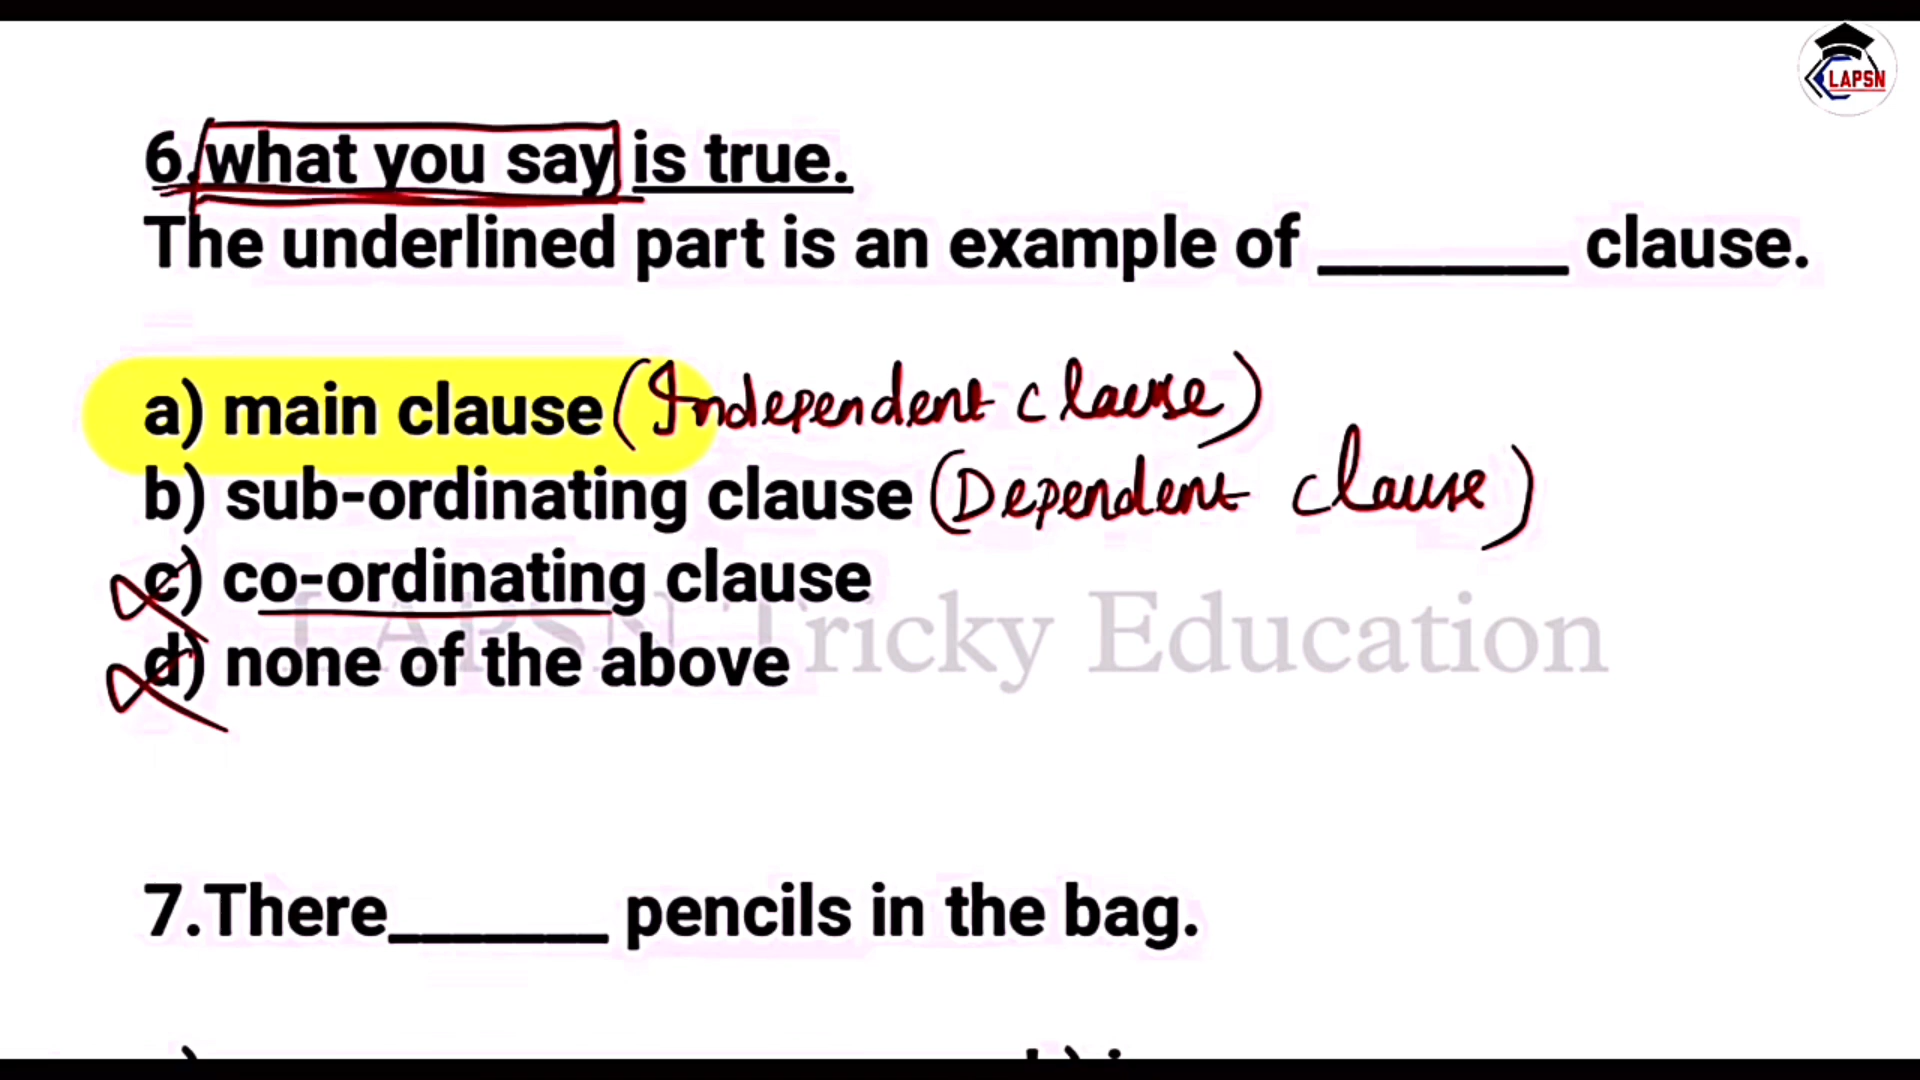 LAPSN
6.what you say is true.
The underlined part is an example of ________ clause.
a) main clause (Independent clause)
b) sub-ordinating clause (Dependent clause)
c) co-ordinating clause
d) none of the above
LAPSN Tricky Education
7.There_______ pencils in the bag.